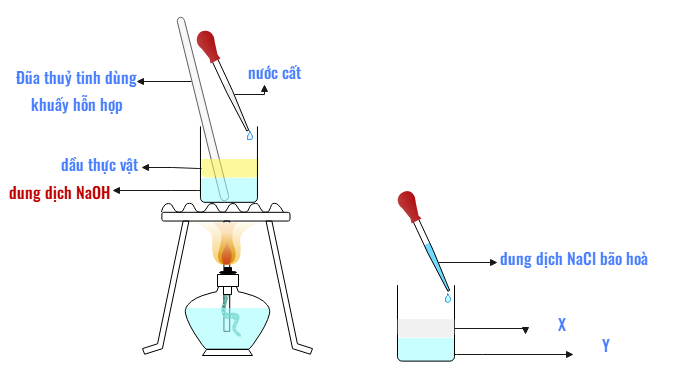 Đũa thuỷ tinh dùng
khuấy hỗn hợp
nước cất
dầu thực vật
dung dịch NaOH
dung dịch NaCl bão hoà
X
Y